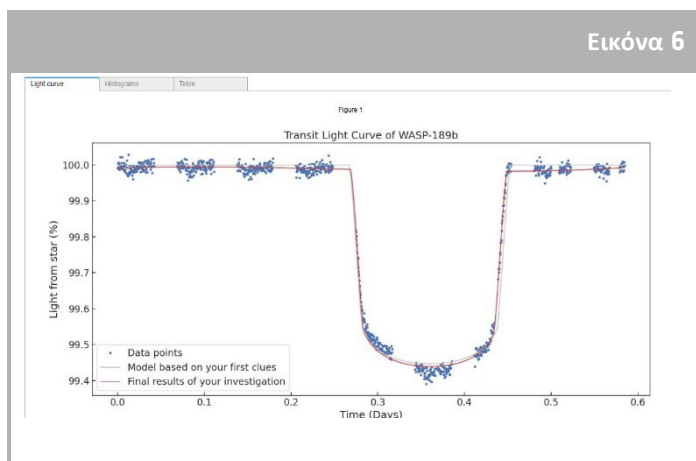 Εικόνα 6
Light curve Histograms Table
Figure 1
Transit Light Curve of WASP-189b
Light from star (%)
100.0
99.9
99.8
99.7
99.6
99.5
99.4
Data points
Model based on your first clues
Final results of your investigation
0.0 0.1 0.2 0.3 0.4 0.5 0.6
Time (Days)